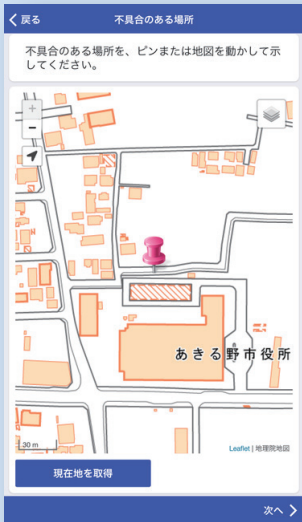 戻る 不具合のある場所
不具合のある場所を、ピンまたは地図を動かして示
してください。
+
−
あきる野市役所
30 m
Leaflet | 地理院地図
現在地を取得
次へ